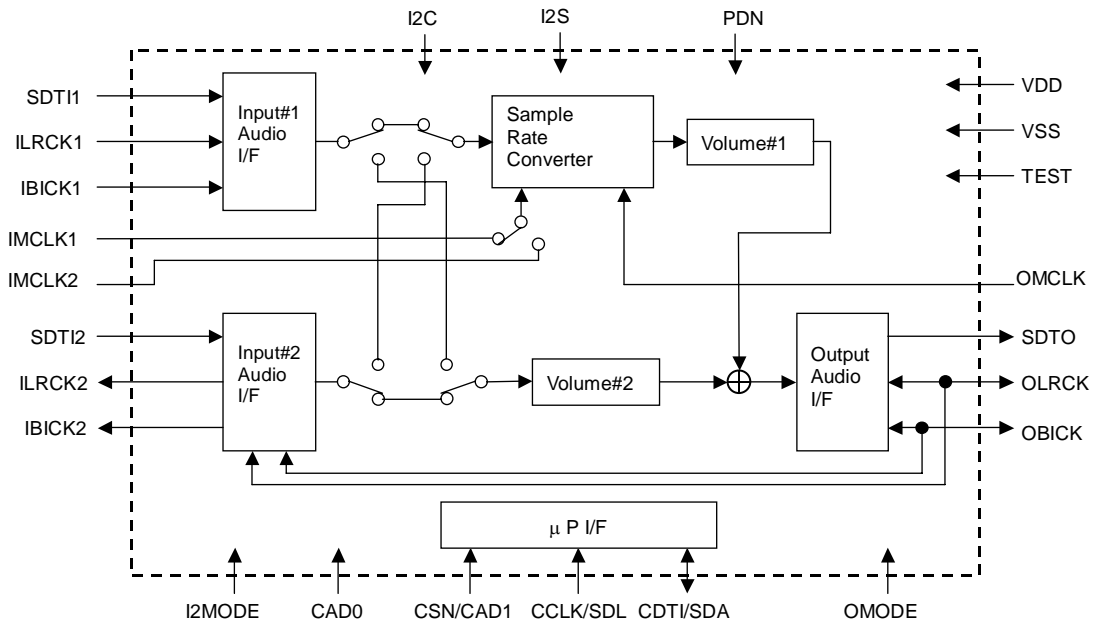 I2C
I2S
PDN
SDTI1
ILRCK1
IBICK1
IMCLK1
IMCLK2
SDTI2
ILRCK2
IBICK2
Input#1
Audio
I/F
Sample
Rate
Converter
Volume#1
VDD
VSS
TEST
OMCLK
SDTO
OLRCK
OBICK
Input#2
Audio
I/F
Volume#2
Output
Audio
I/F
μ P I/F
I2MODE
CAD0
CSN/CAD1
CCLK/SDL
CDTI/SDA
OMODE